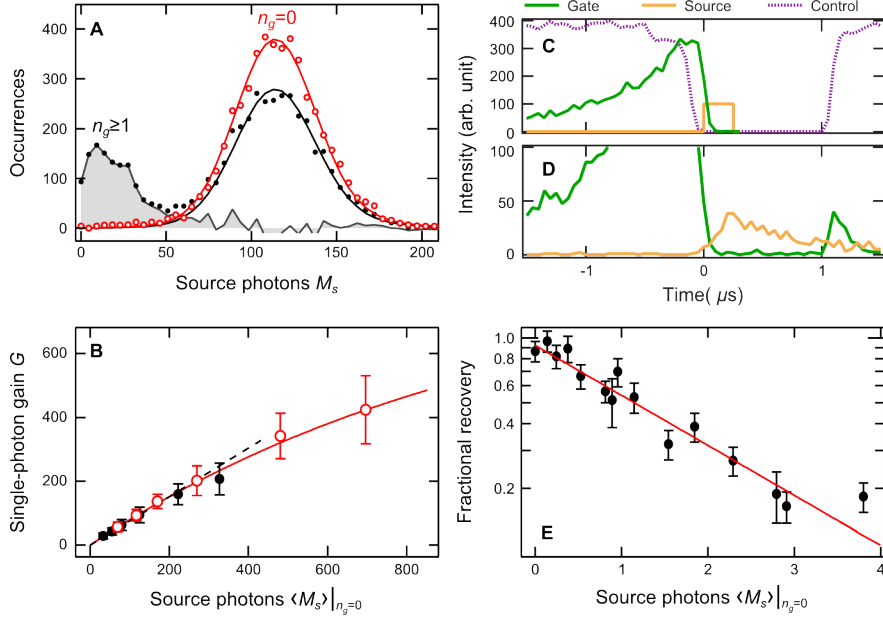 A
n_g=0
n_g≥1
Occurrences
400
300
200
100
0
0
50
100
150
200
Source photons M_s
Gate
Source
Control
C
400
300
200
100
0
Intensity (arb. unit)
D
100
50
0
-1
0
1
Time( μs)
B
Single-photon gain G
600
400
200
0
0
200
400
600
800
Source photons ⟨M_s⟩|_{n_g=0}
E
Fractional recovery
1.0
0.8
0.6
0.4
0.2
0
1
2
3
4
Source photons ⟨M_s⟩|_{n_g=0}